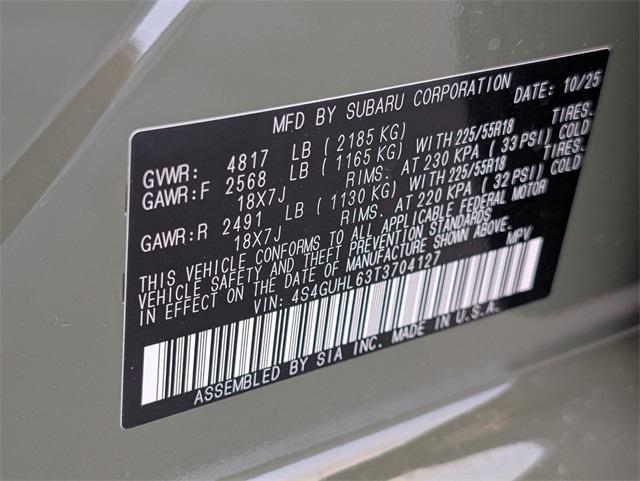 MFD BY SUBARU CORPORATION DATE: 10/25
GVWR: 4817 LB ( 2185 KG)
GAWR:F 2568 LB ( 1165 KG) WITH 225/55R18 TIRES.
18X7J RIMS. AT 230 KPA ( 33 PSI) COLD
GAWR:R 2491 LB ( 1130 KG) WITH 225/55R18 TIRES.
18X7J RIMS. AT 220 KPA ( 32 PSI) COLD
THIS VEHICLE CONFORMS TO ALL APPLICABLE FEDERAL MOTOR
VEHICLE SAFETY AND THEFT PREVENTION STANDARDS
IN EFFECT ON THE DATE OF MANUFACTURE SHOWN ABOVE.
VIN: 4S4GUHL63T3704127 MPV
ASSEMBLED BY SIA INC. MADE IN U.S.A.